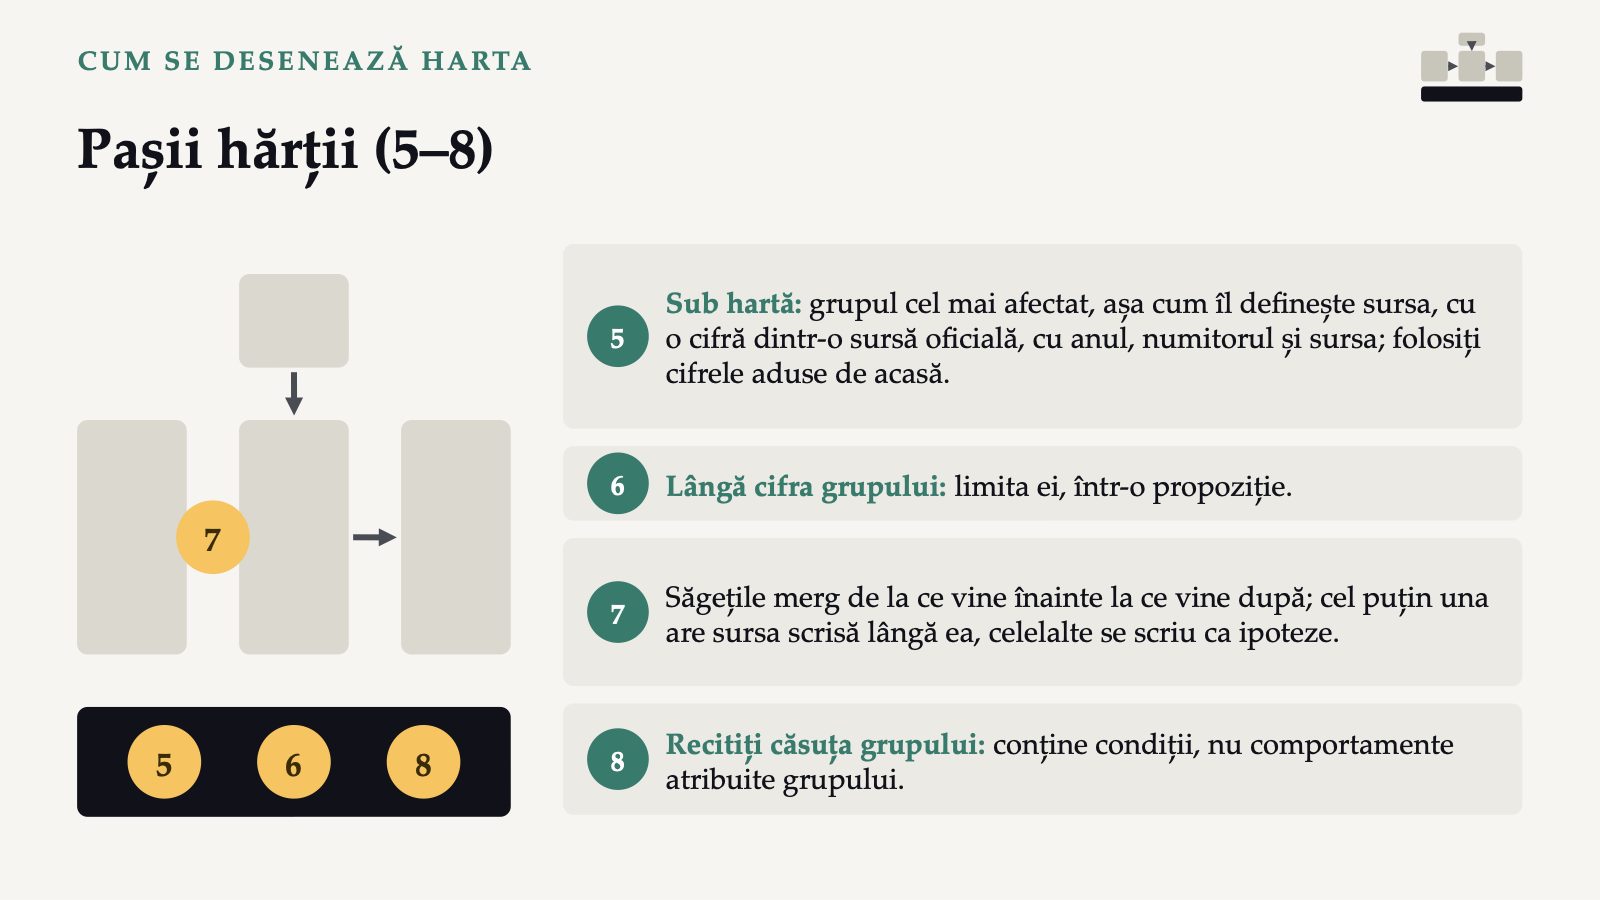 CUM SE DESENEAZĂ HARTA
Pașii hărții (5–8)
7
5 6 8
5
Sub hartă: grupul cel mai afectat, așa cum îl definește sursa, cu
o cifră dintr-o sursă oficială, cu anul, numitorul și sursa; folosiți
cifrele aduse de acasă.
6
Lângă cifra grupului: limita ei, într-o propoziție.
7
Săgețile merg de la ce vine înainte la ce vine după; cel puțin una
are sursa scrisă lângă ea, celelalte se scriu ca ipoteze.
8
Recitiți căsuța grupului: conține condiții, nu comportamente
atribuite grupului.